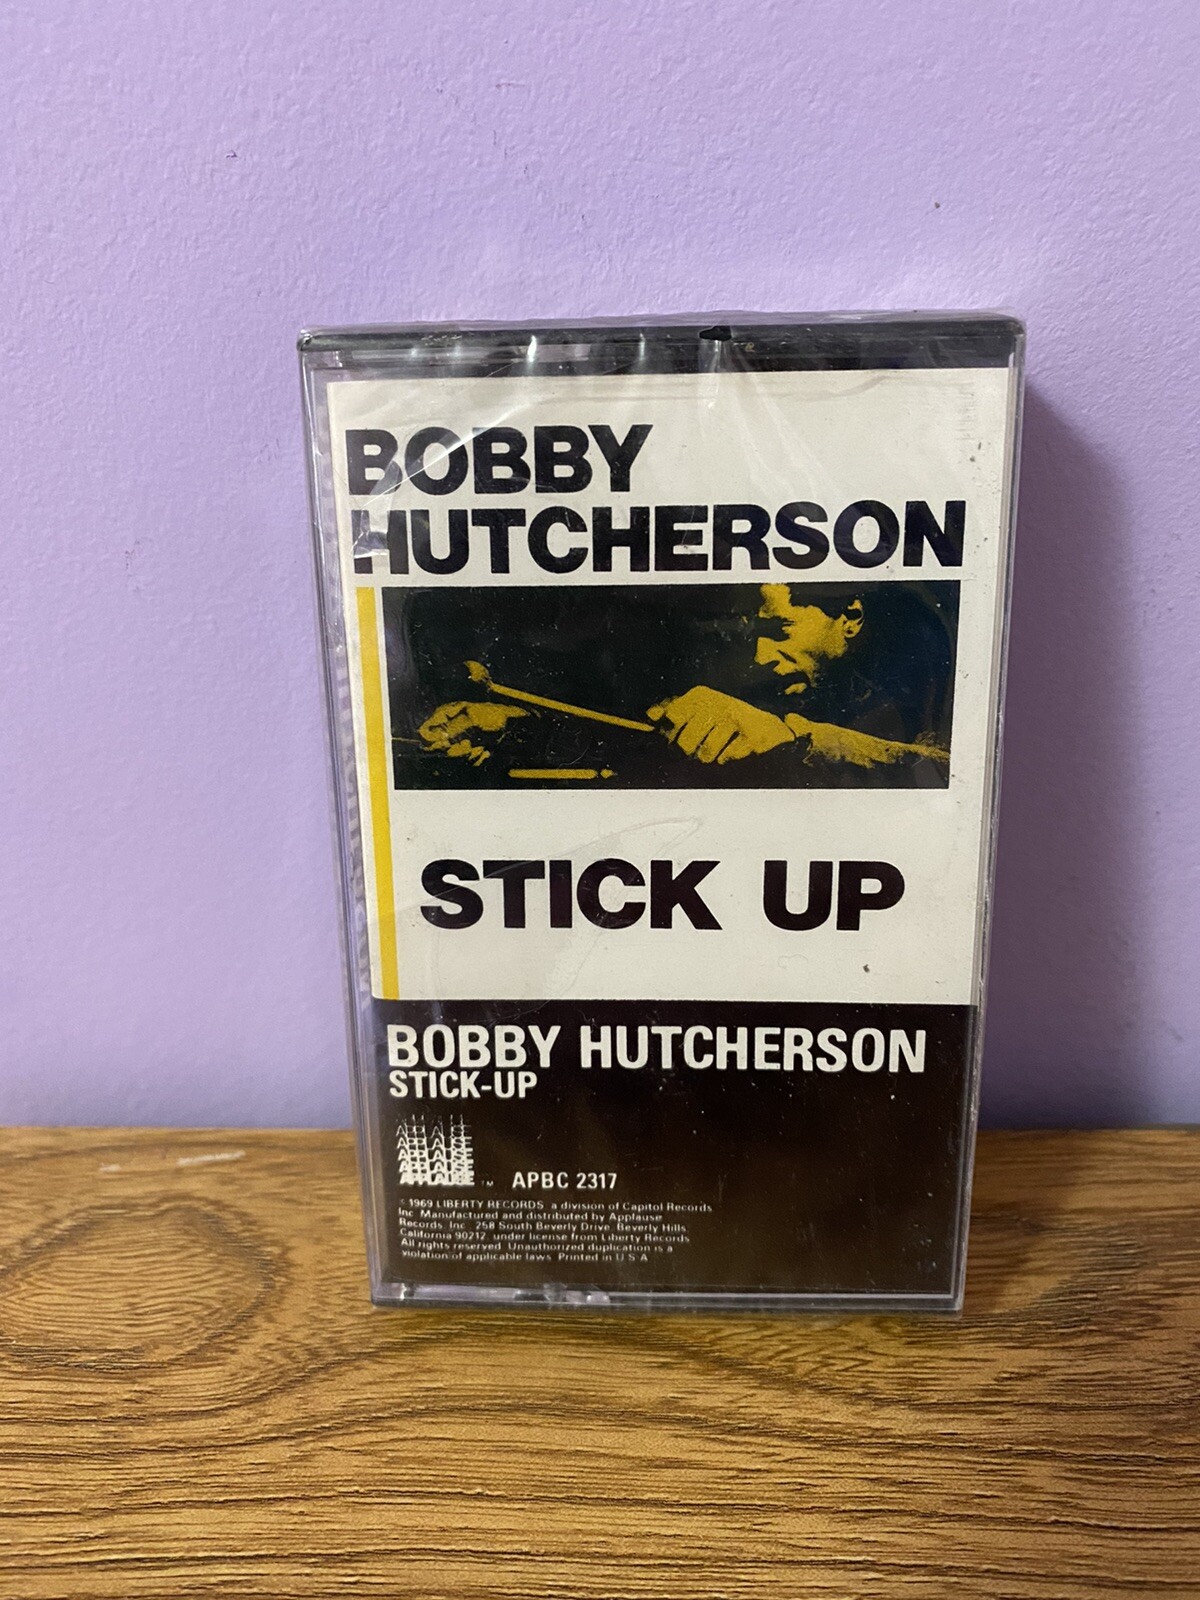 BOBBY
HUTCHERSON
STICK UP
BOBBY HUTCHERSON
STICK-UP
APPLAUSE
APPLAUSE
APPLAUSE
APPLAUSE
TM APBC 2317
© 1969 LIBERTY RECORDS, a division of Capitol Records,
Inc. Manufactured and distributed by Applause
Records, Inc., 258 South Beverly Drive, Beverly Hills,
California 90212, under license from Liberty Records.
All rights reserved. Unauthorized duplication is a
violation of applicable laws. Printed in U.S.A.